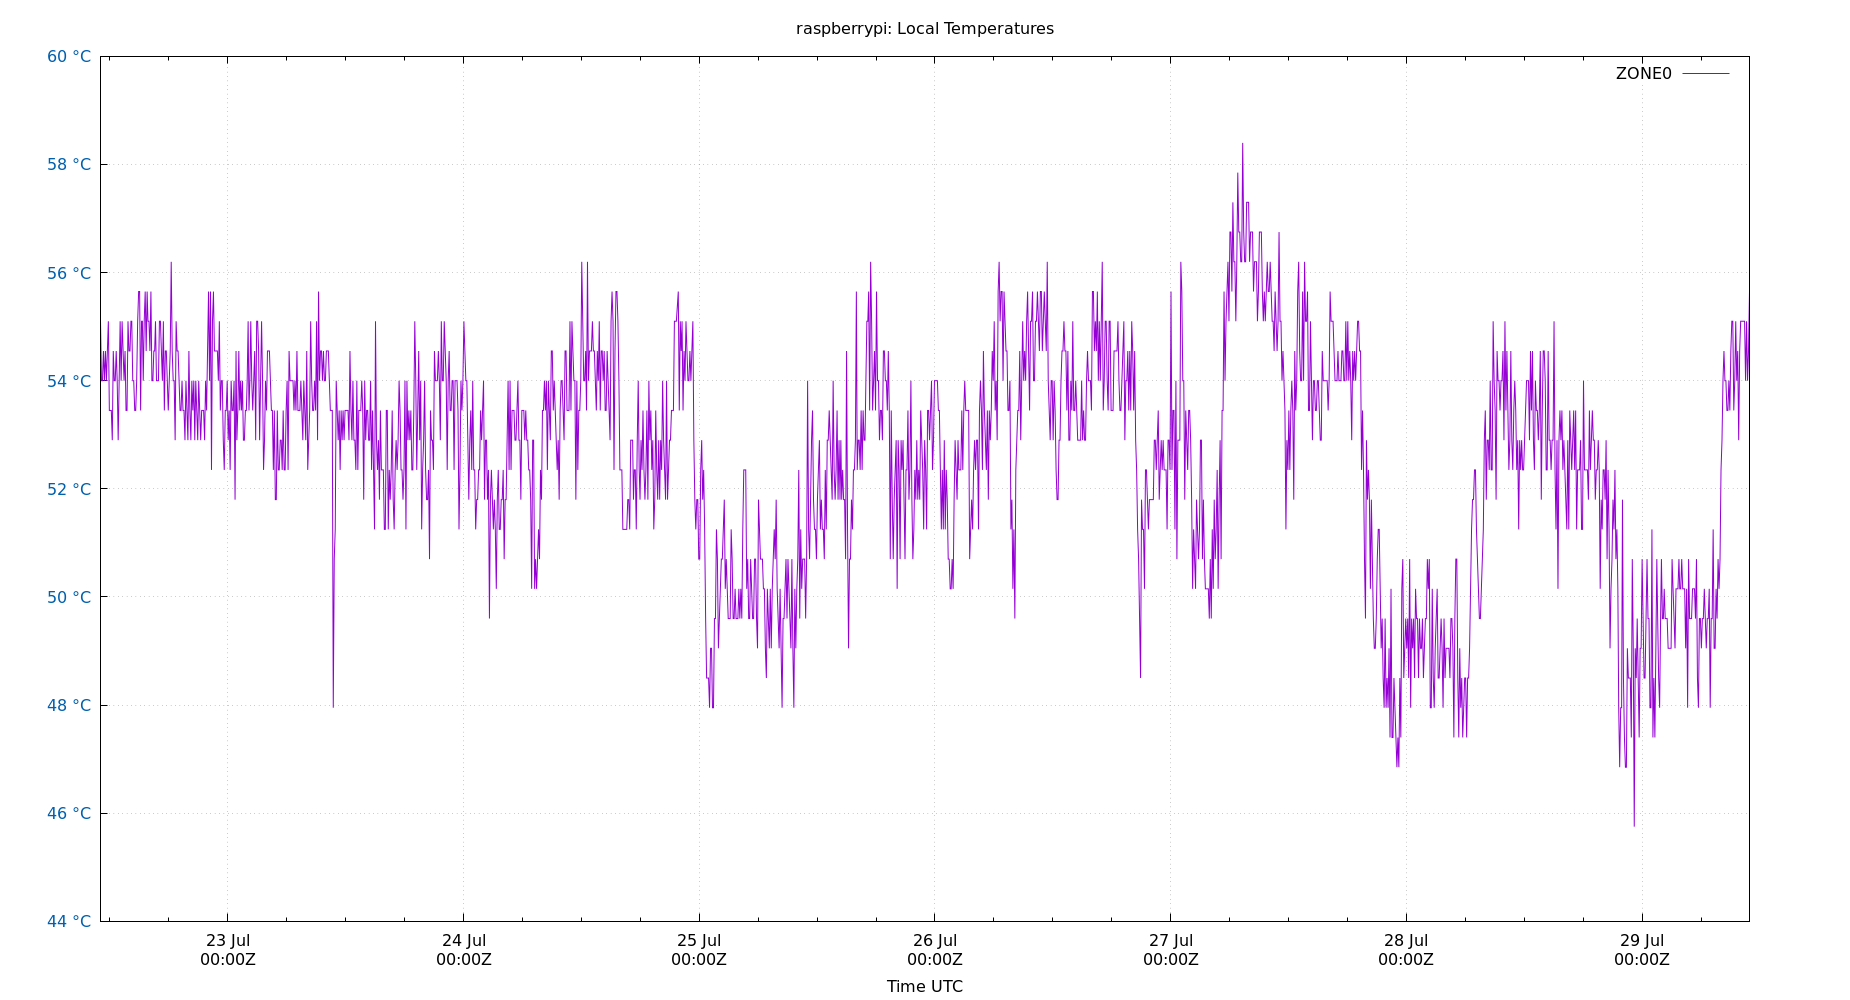 raspberrypi: Local Temperatures
60 °C
ZONE0
58 °C
56 °C
54 °C
52 °C
50 °C
48 °C
46 °C
44 °C
23 Jul 24 Jul 25 Jul 26 Jul 27 Jul 28 Jul 29 Jul
00:00Z 00:00Z 00:00Z 00:00Z 00:00Z 00:00Z 00:00Z
Time UTC